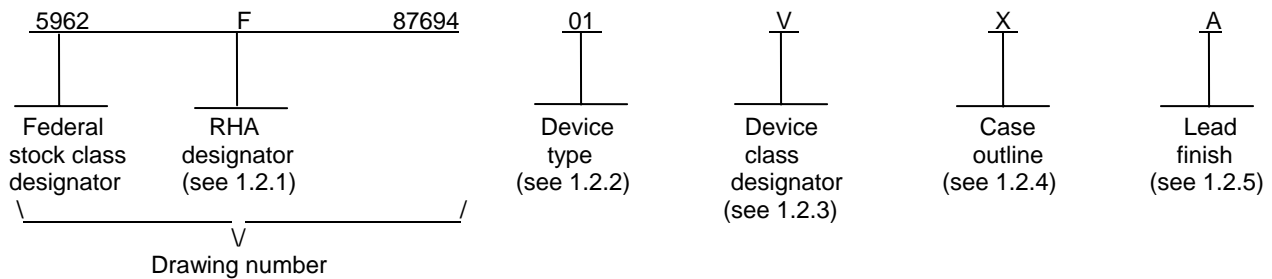 5962 F 87694 01 V X A
Federal RHA Device Device Case Lead
stock class designator type class outline finish
designator (see 1.2.1) (see 1.2.2) designator (see 1.2.4) (see 1.2.5)
(see 1.2.3)
Drawing number